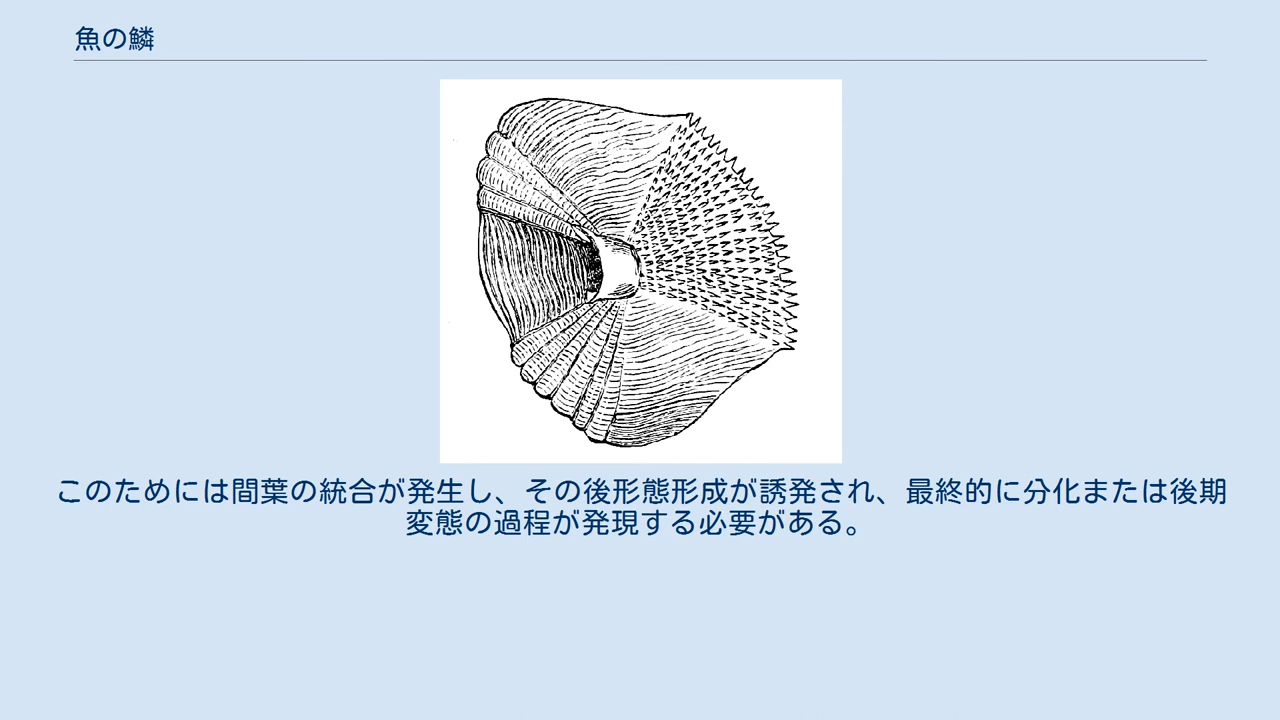 魚の鱗
このためには間葉の統合が発生し、その後形態形成が誘発され、最終的に分化または後期
変態の過程が発現する必要がある。